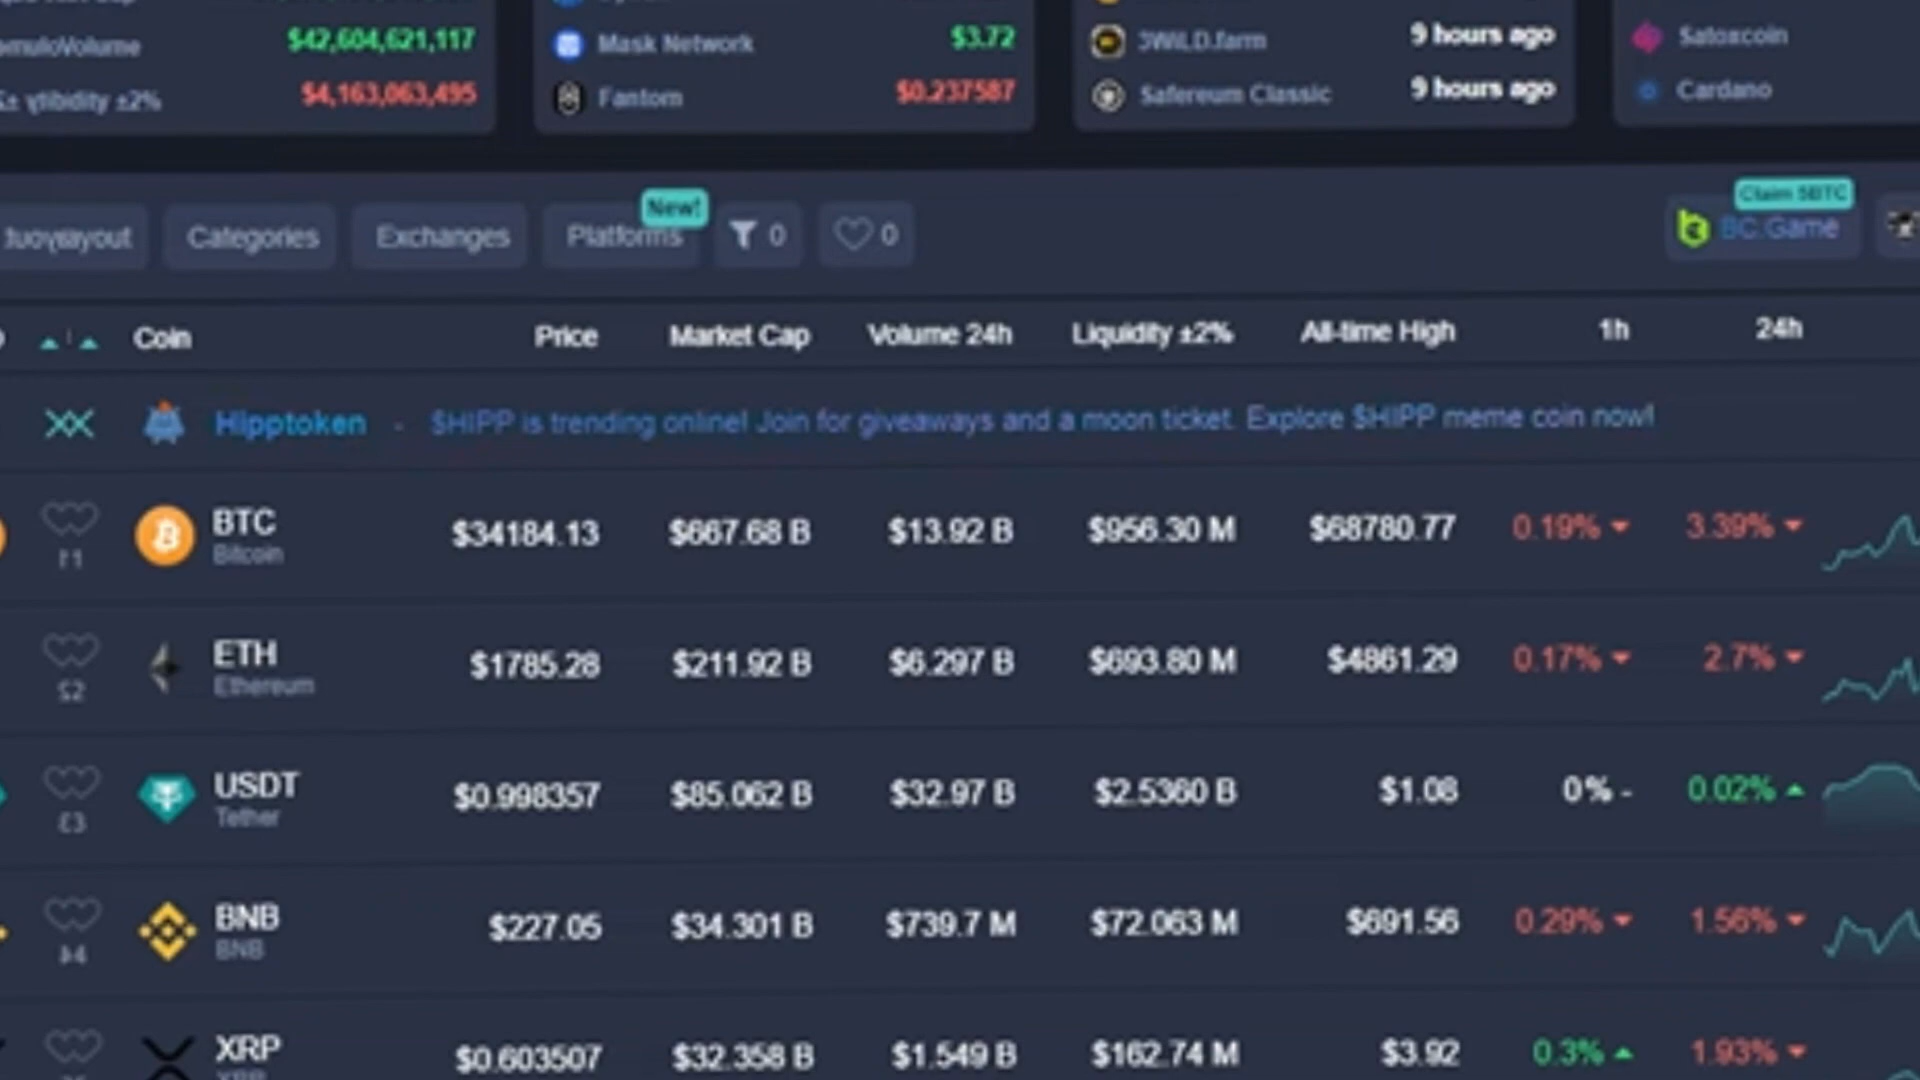 $42,604,621,117
Mask Network $3.72
3WiLD.farm 9 hours ago
Satoxcoin
±2% $4,163,063,495
Fantom $0.237587
Safereum Classic 9 hours ago
Cardano
New!
Claim 5BTC
Categories Exchanges Platforms 0 0 BC.Game
Coin Price Market Cap Volume 24h Liquidity ±2% All-time High 1h 24h
Hipptoken - $HIPP is trending online! Join for giveaways and a moon ticket. Explore $HIPP meme coin now!
BTC $34184.13 $667.68 B $13.92 B $956.30 M $68780.77 0.19% 3.39%
Bitcoin
ETH $1785.28 $211.92 B $6.297 B $693.80 M $4861.29 0.17% 2.7%
Ethereum
USDT $0.998357 $85.062 B $32.97 B $2.5360 B $1.08 0% - 0.02%
Tether
BNB $227.05 $34.301 B $739.7 M $72.063 M $691.56 0.29% 1.56%
BNB
XRP $0.603507 $32.358 B $1.549 B $162.74 M $3.92 0.3% 1.93%